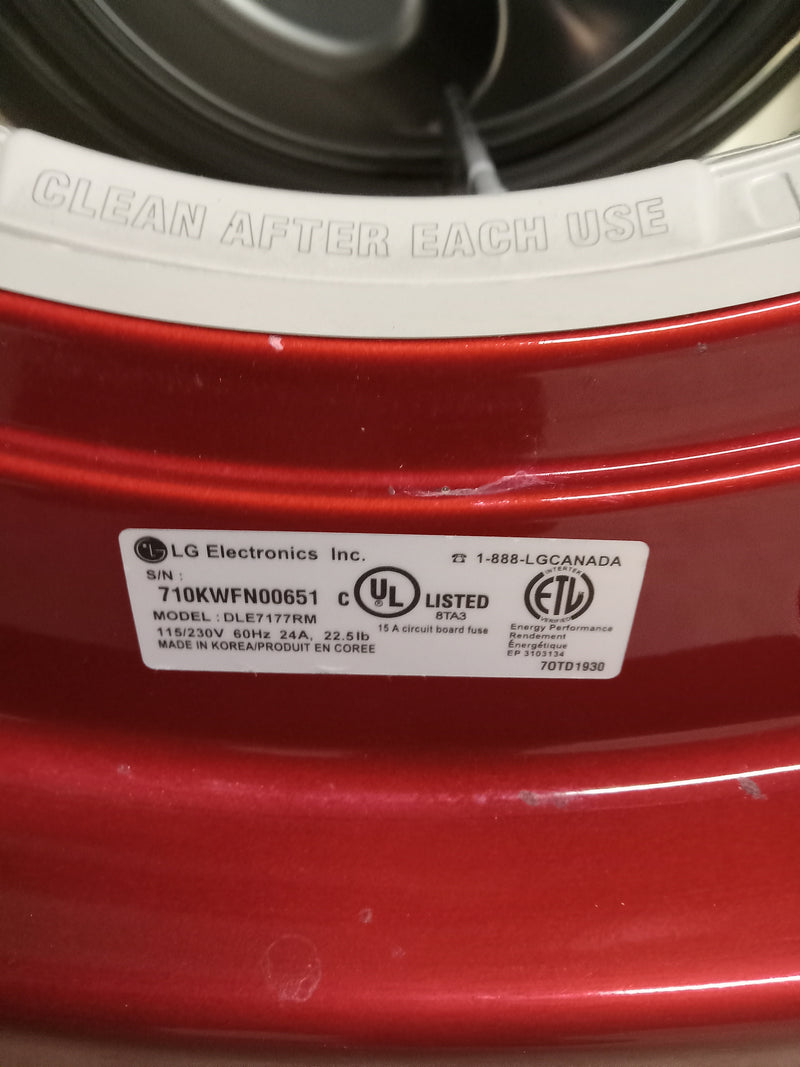 CLEAN AFTER EACH USE
LG Electronics Inc.
☎ 1-888-LGCANADA
S/N :
710KWFN00651
MODEL : DLE7177RM
115/230V 60Hz 24A, 22.5lb
MADE IN KOREA/PRODUIT EN COREE
C UL LISTED
8TA3
15 A circuit board fuse
INTERTEK
ETL
VERIFIED
Energy Performance
Rendement
Énergétique
EP 3103134
7OTD1930